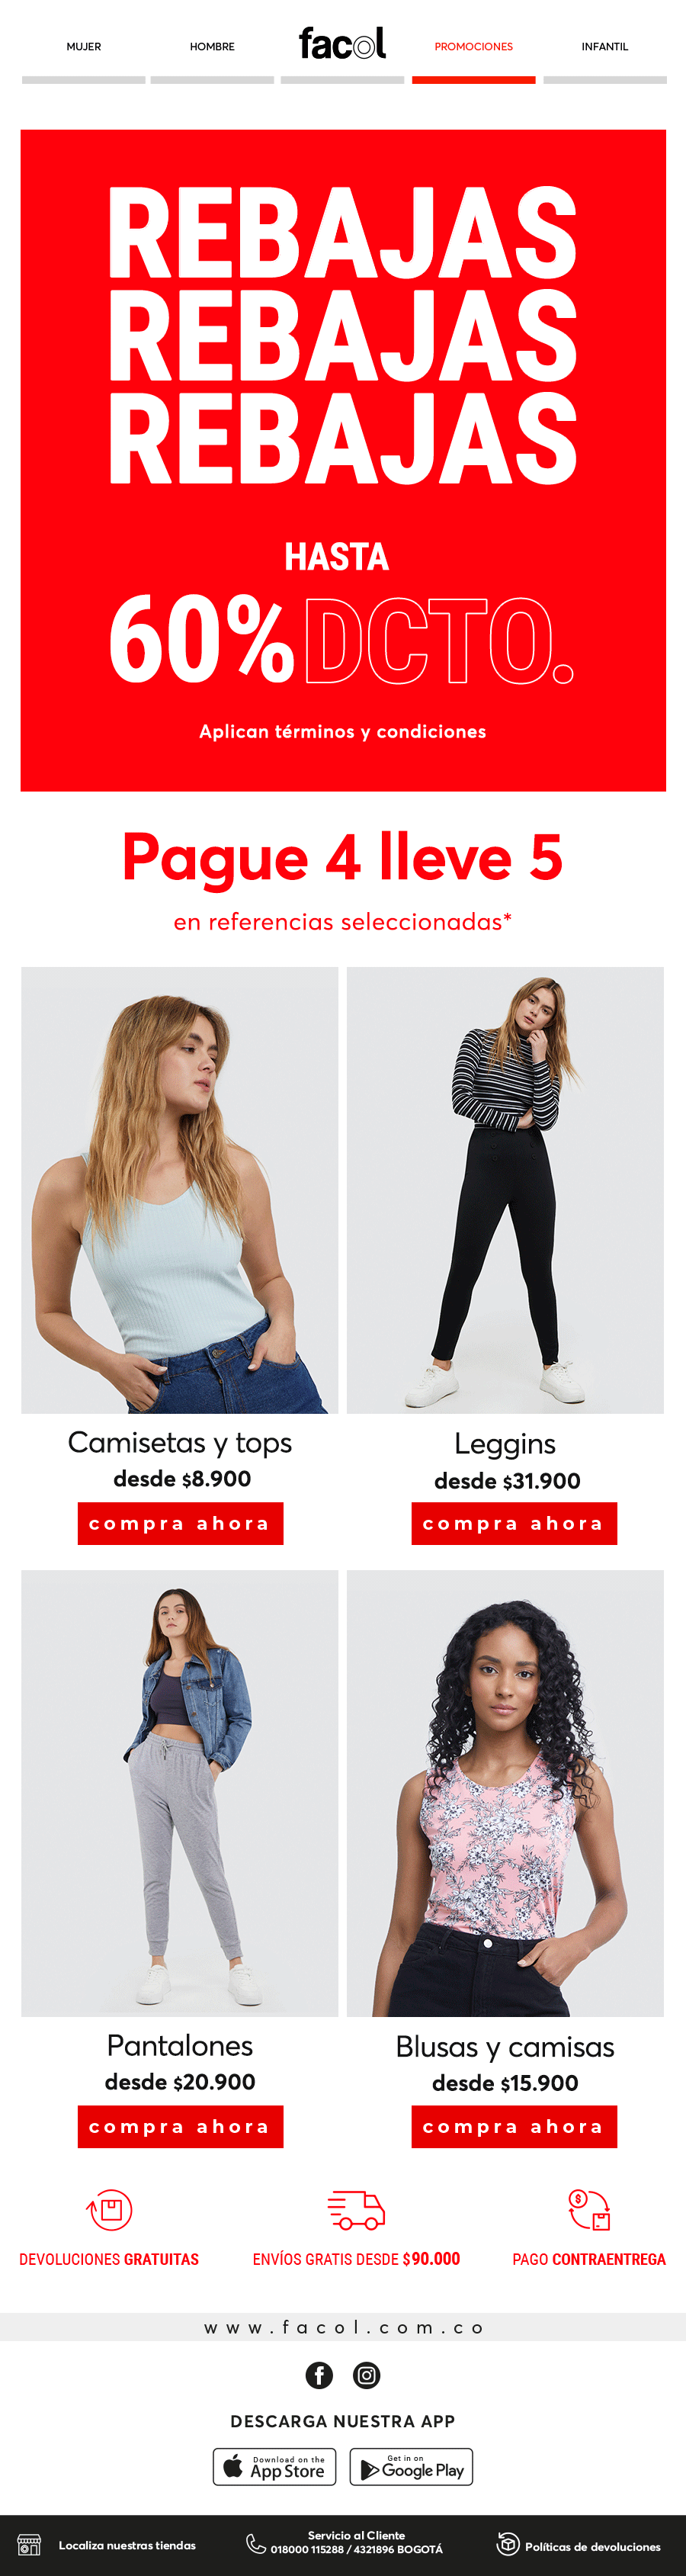 MUJER HOMBRE facol PROMOCIONES INFANTIL
REBAJAS
REBAJAS
REBAJAS
HASTA
60% DCTO.
Aplican términos y condiciones
Pague 4 lleve 5
en referencias seleccionadas*
Camisetas y tops
desde $8.900
compra ahora
Leggins
desde $31.900
compra ahora
Pantalones
desde $20.900
compra ahora
Blusas y camisas
desde $15.900
compra ahora
DEVOLUCIONES GRATUITAS
ENVÍOS GRATIS DESDE $90.000
PAGO CONTRAENTREGA
www.facol.com.co
DESCARGA NUESTRA APP
Download on the
App Store
Get in on
Google Play
Localiza nuestras tiendas
Servicio al Cliente
018000 115288 / 4321896 BOGOTÁ
Políticas de devoluciones